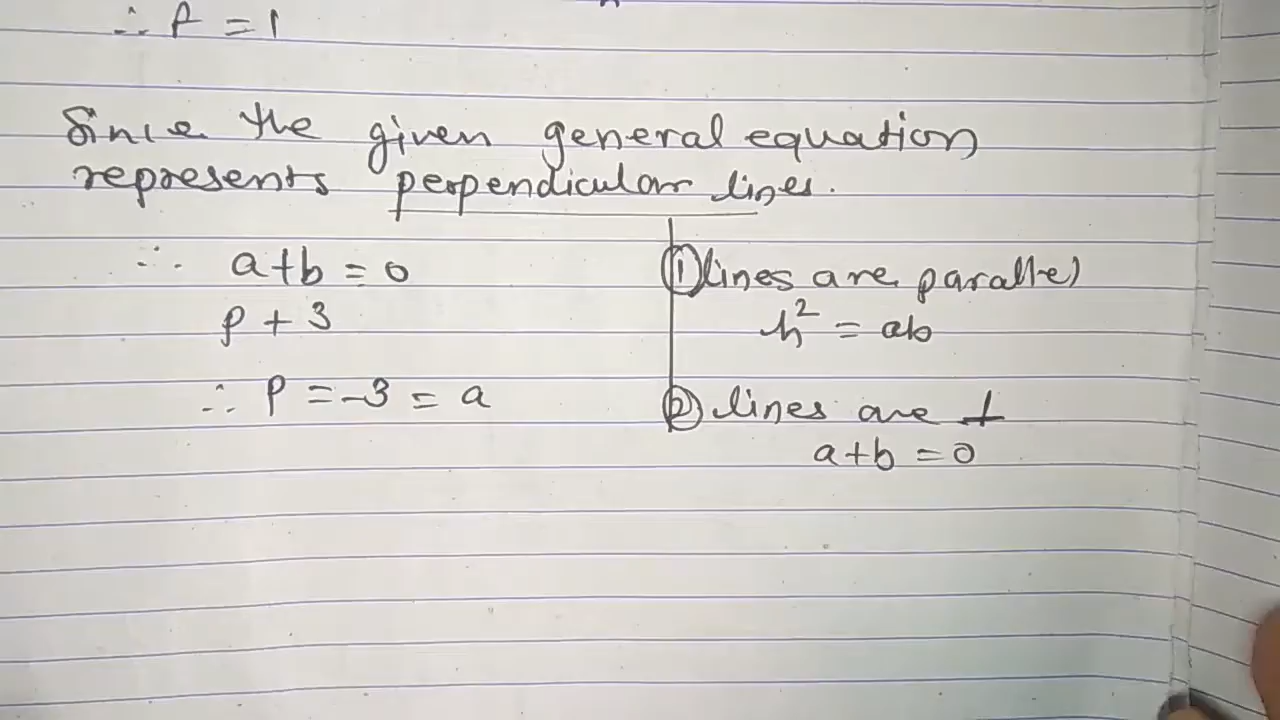 ∴ f = 1
Since the given general equation
represents perpendicular lines.
∴ a+b = 0
p + 3
∴ p = -3 = a
① lines are parallel
h² = ab
② lines are ⊥
a+b = 0